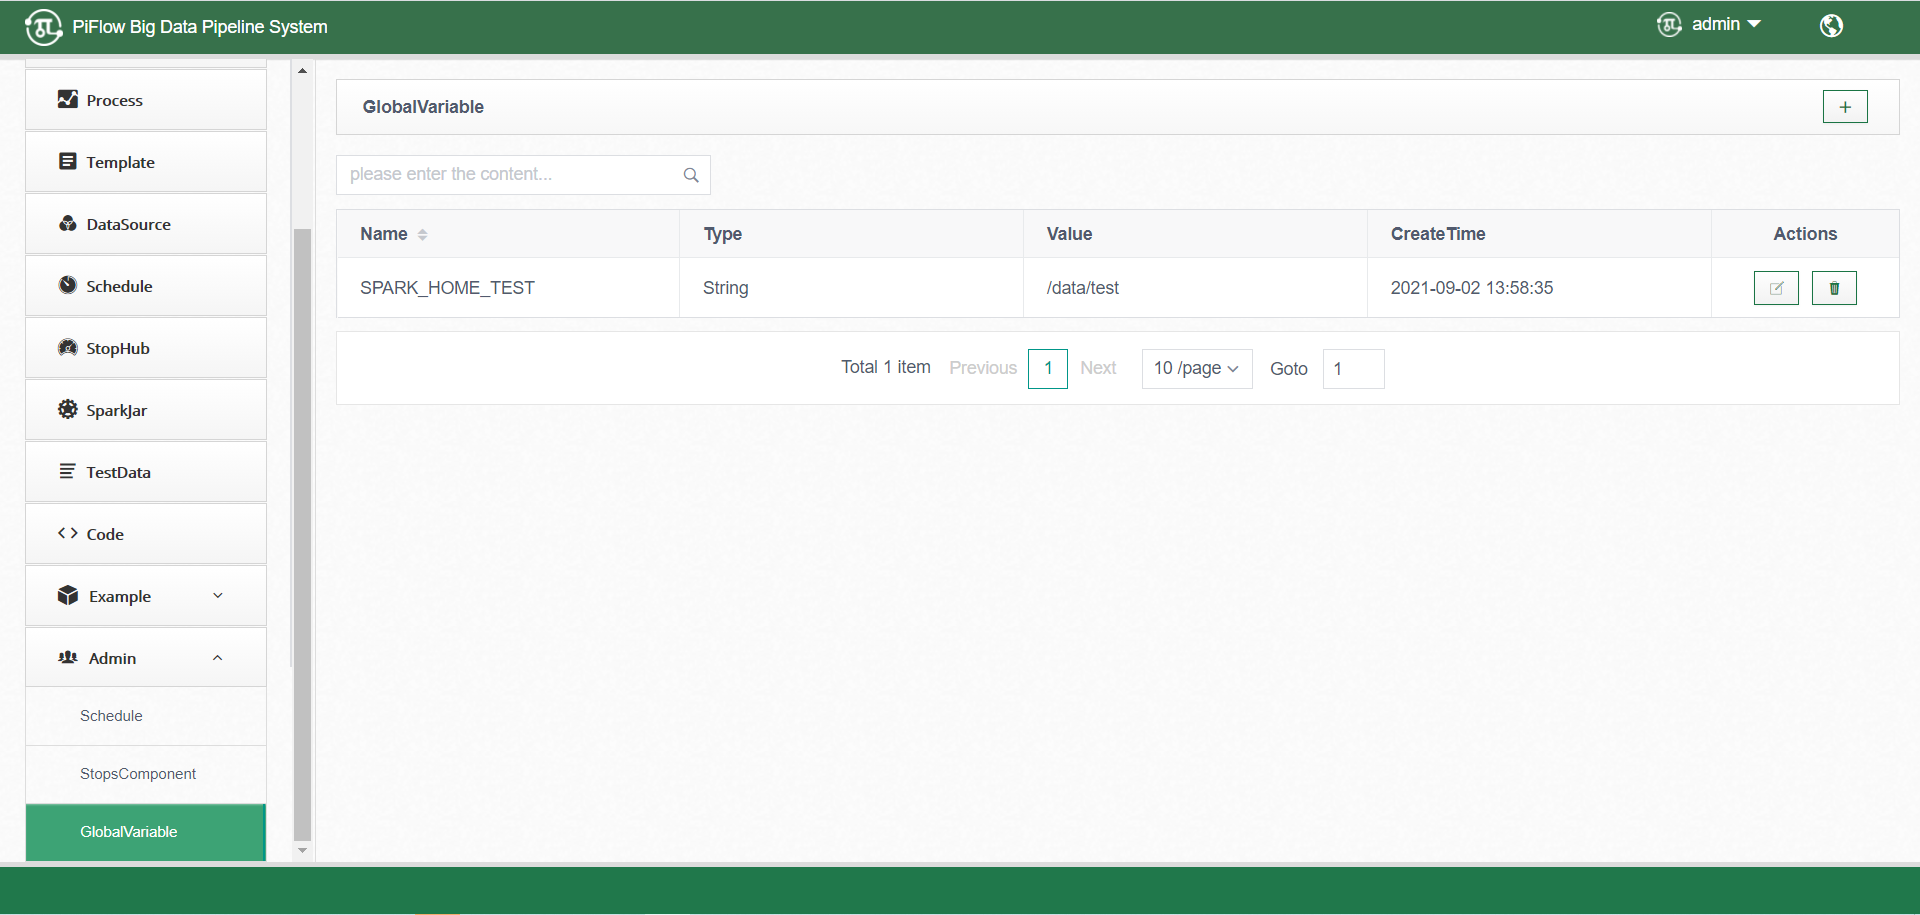 PiFlow Big Data Pipeline System
admin
Process
Template
DataSource
Schedule
StopHub
SparkJar
TestData
Code
Example
Admin
Schedule
StopsComponent
GlobalVariable
GlobalVariable
+
please enter the content...
Name Type Value CreateTime Actions
SPARK_HOME_TEST String /data/test 2021-09-02 13:58:35
Total 1 item Previous 1 Next 10 /page Goto 1